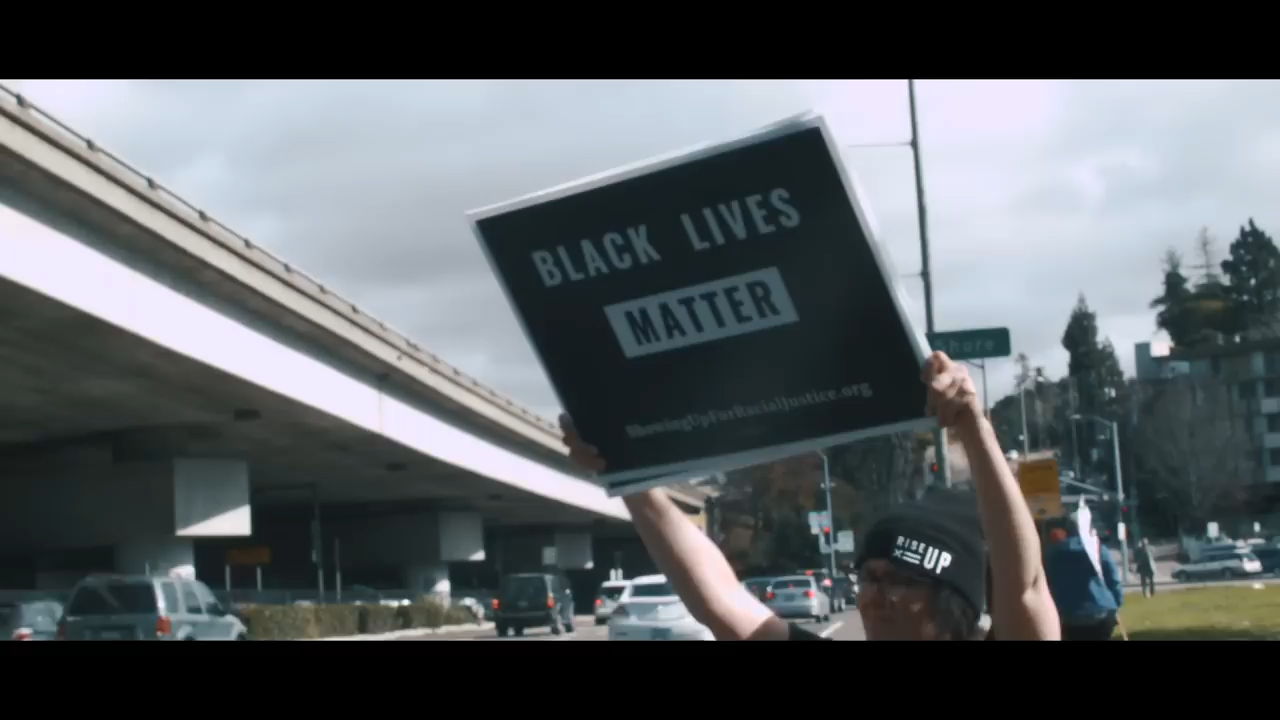 BLACK LIVES
MATTER
ShowingUpForRacialJustice.org
Shore
RISE
UP